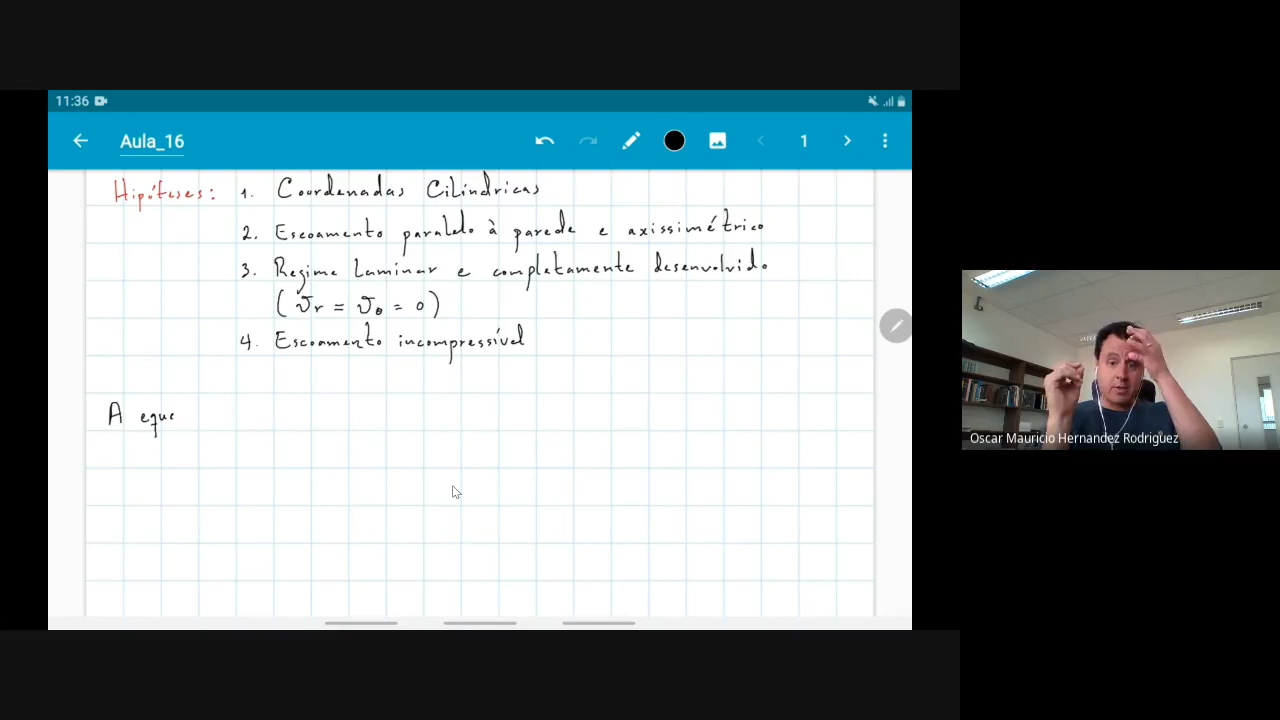 11:36
Aula_16
1
Hipóteses: 1. Coordenadas Cilíndricas
2. Escoamento paralelo à parede e axissimétrico
3. Regime Laminar e completamente desenvolvido
(vr = vθ = 0)
4. Escoamento incompressível
A equc
Oscar Mauricio Hernandez Rodriguez